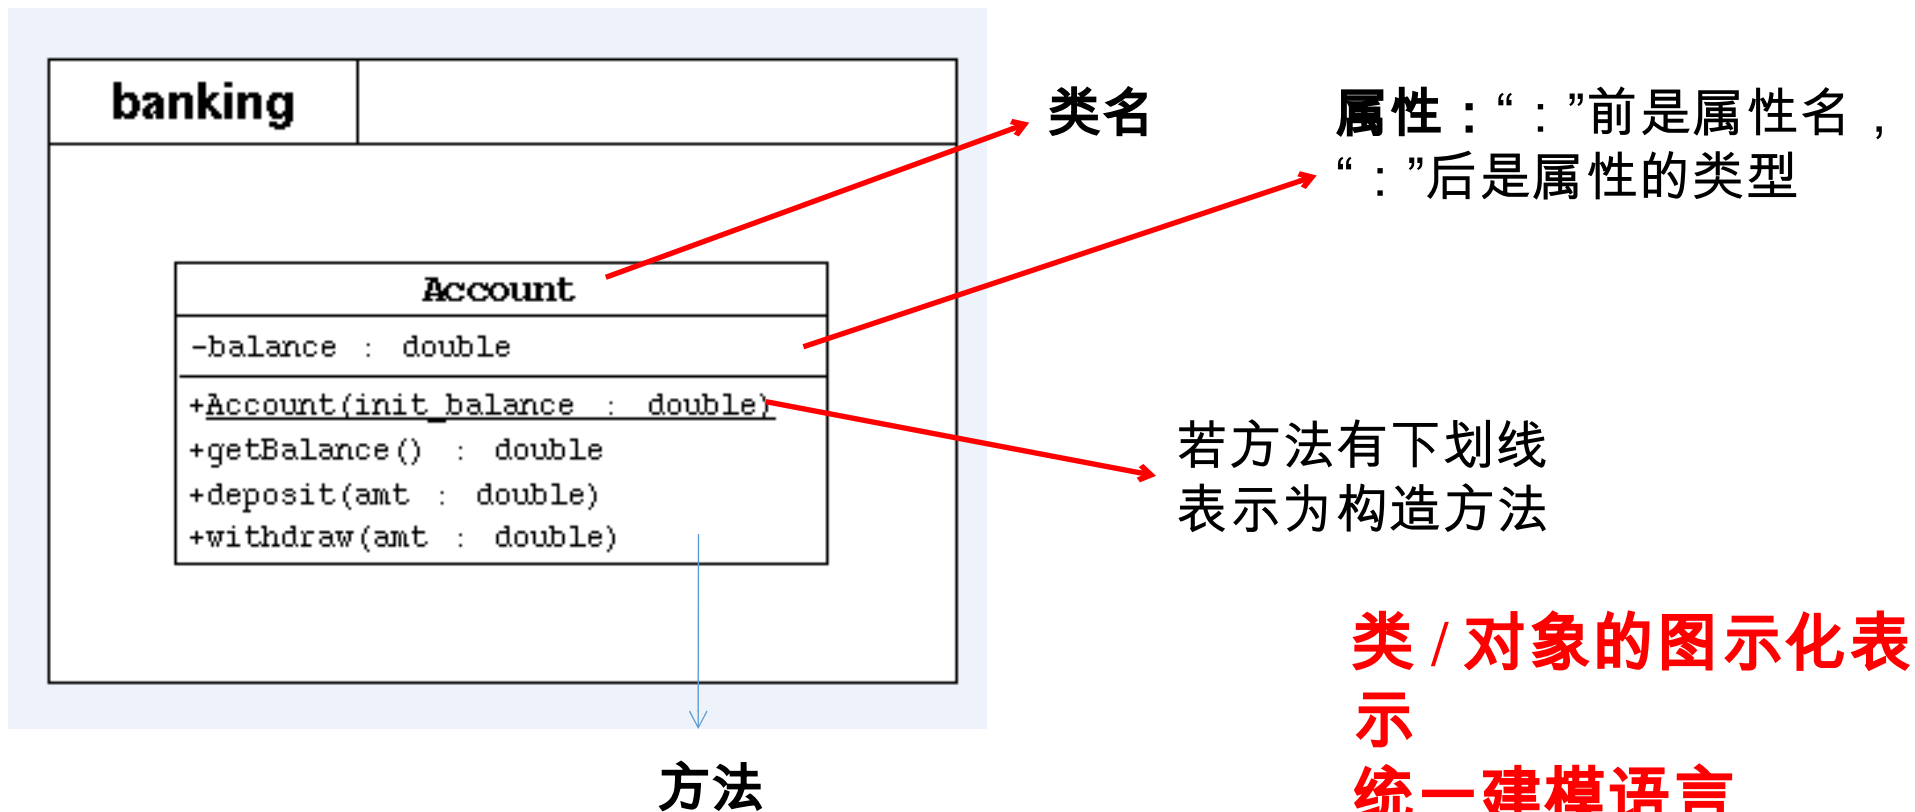 banking
类名
属性：“：”前是属性名，
“：”后是属性的类型
Account
-balance : double
+Account(init_balance : double)
+getBalance() : double
+deposit(amt : double)
+withdraw(amt : double)
若方法有下划线
表示为构造方法
方法
类/对象的图示化表
示
统一建模语言